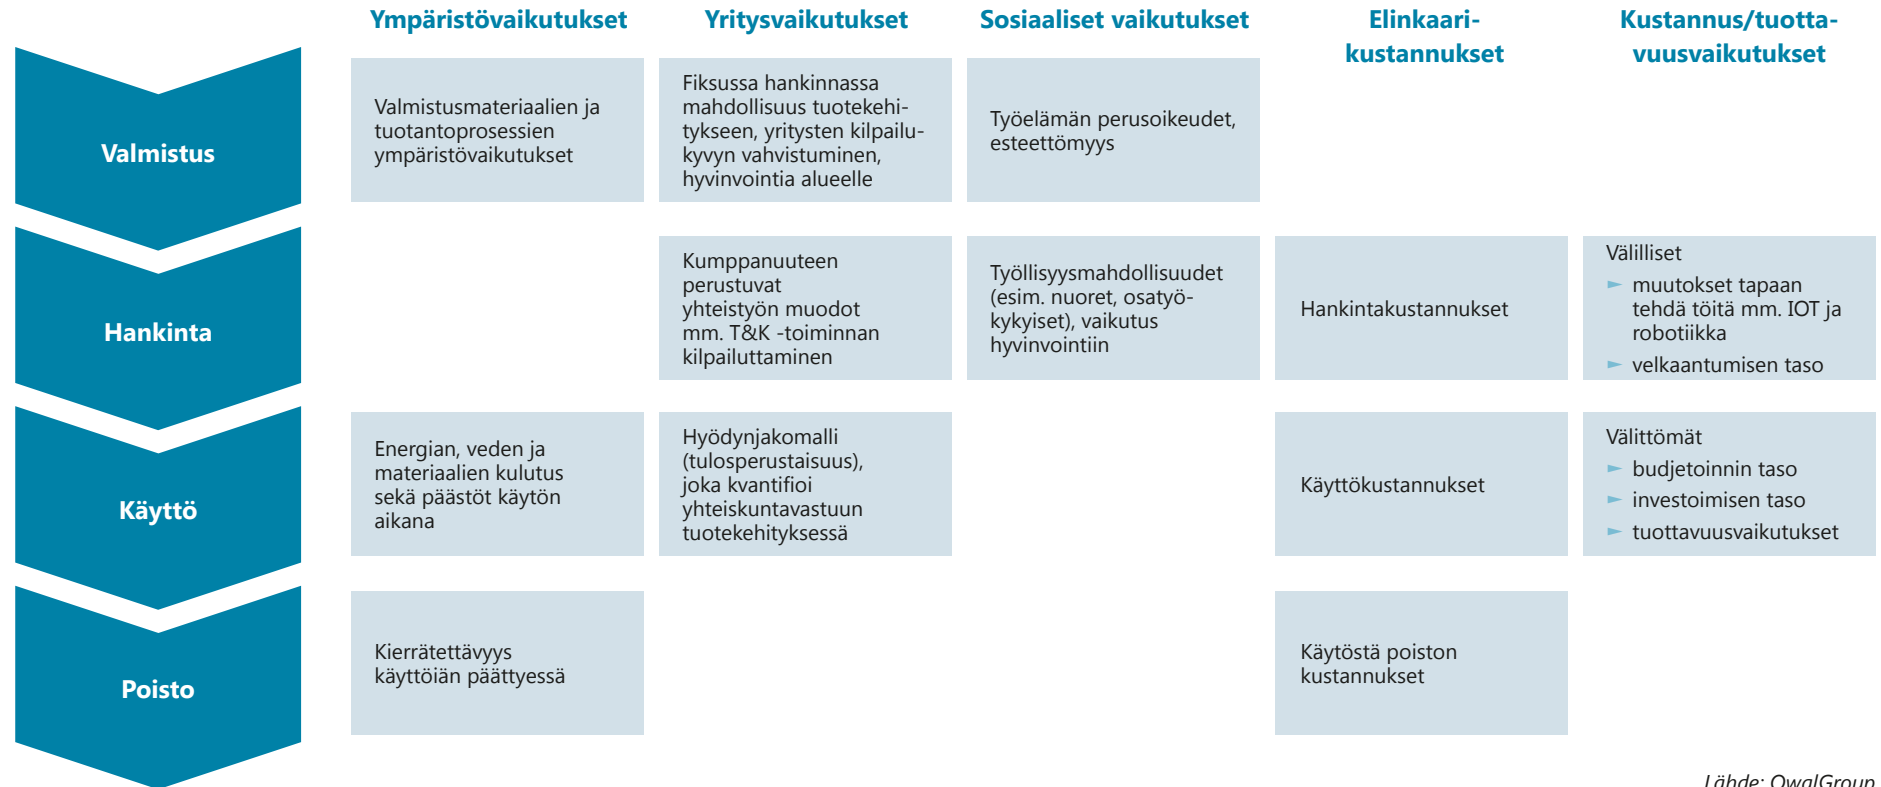 Ympäristövaikutukset
Yritysvaikutukset
Sosiaaliset vaikutukset
Elinkaari-
kustannukset
Kustannus/tuotta-
vuusvaikutukset
Valmistus
Valmistusmateriaalien ja
tuotantoprosessien
ympäristövaikutukset
Fiksussa hankinnassa
mahdollisuus tuotekehi-
tykseen, yritysten kilpailu-
kyvyn vahvistuminen,
hyvinvointia alueelle
Työelämän perusoikeudet,
esteettömyys
Hankinta
Kumppanuuteen
perustuvat
yhteistyön muodot
mm. T&K -toiminnan
kilpailuttaminen
Työllisyysmahdollisuudet
(esim. nuoret, osatyö-
kykyiset), vaikutus
hyvinvointiin
Hankintakustannukset
Välilliset
► muutokset tapaan
tehdä töitä mm. IOT ja
robotiikka
► velkaantumisen taso
Käyttö
Energian, veden ja
materiaalien kulutus
sekä päästöt käytön
aikana
Hyödynjakomalli
(tulosperustaisuus),
joka kvantifioi
yhteiskuntavastuun
tuotekehityksessä
Käyttökustannukset
Välittömät
► budjetoinnin taso
► investoimisen taso
► tuottavuusvaikutukset
Poisto
Kierrätettävyys
käyttöiän päättyessä
Käytöstä poiston
kustannukset
Lähde: OwalGroup